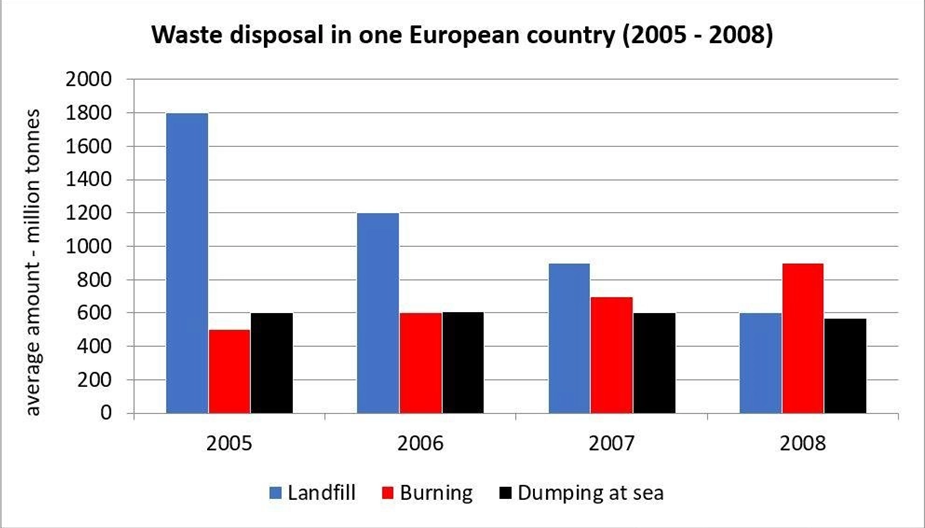 Waste disposal in one European country (2005 - 2008)
average amount - million tonnes
2000
1800
1600
1400
1200
1000
800
600
400
200
0
2005 2006 2007 2008
Landfill Burning Dumping at sea